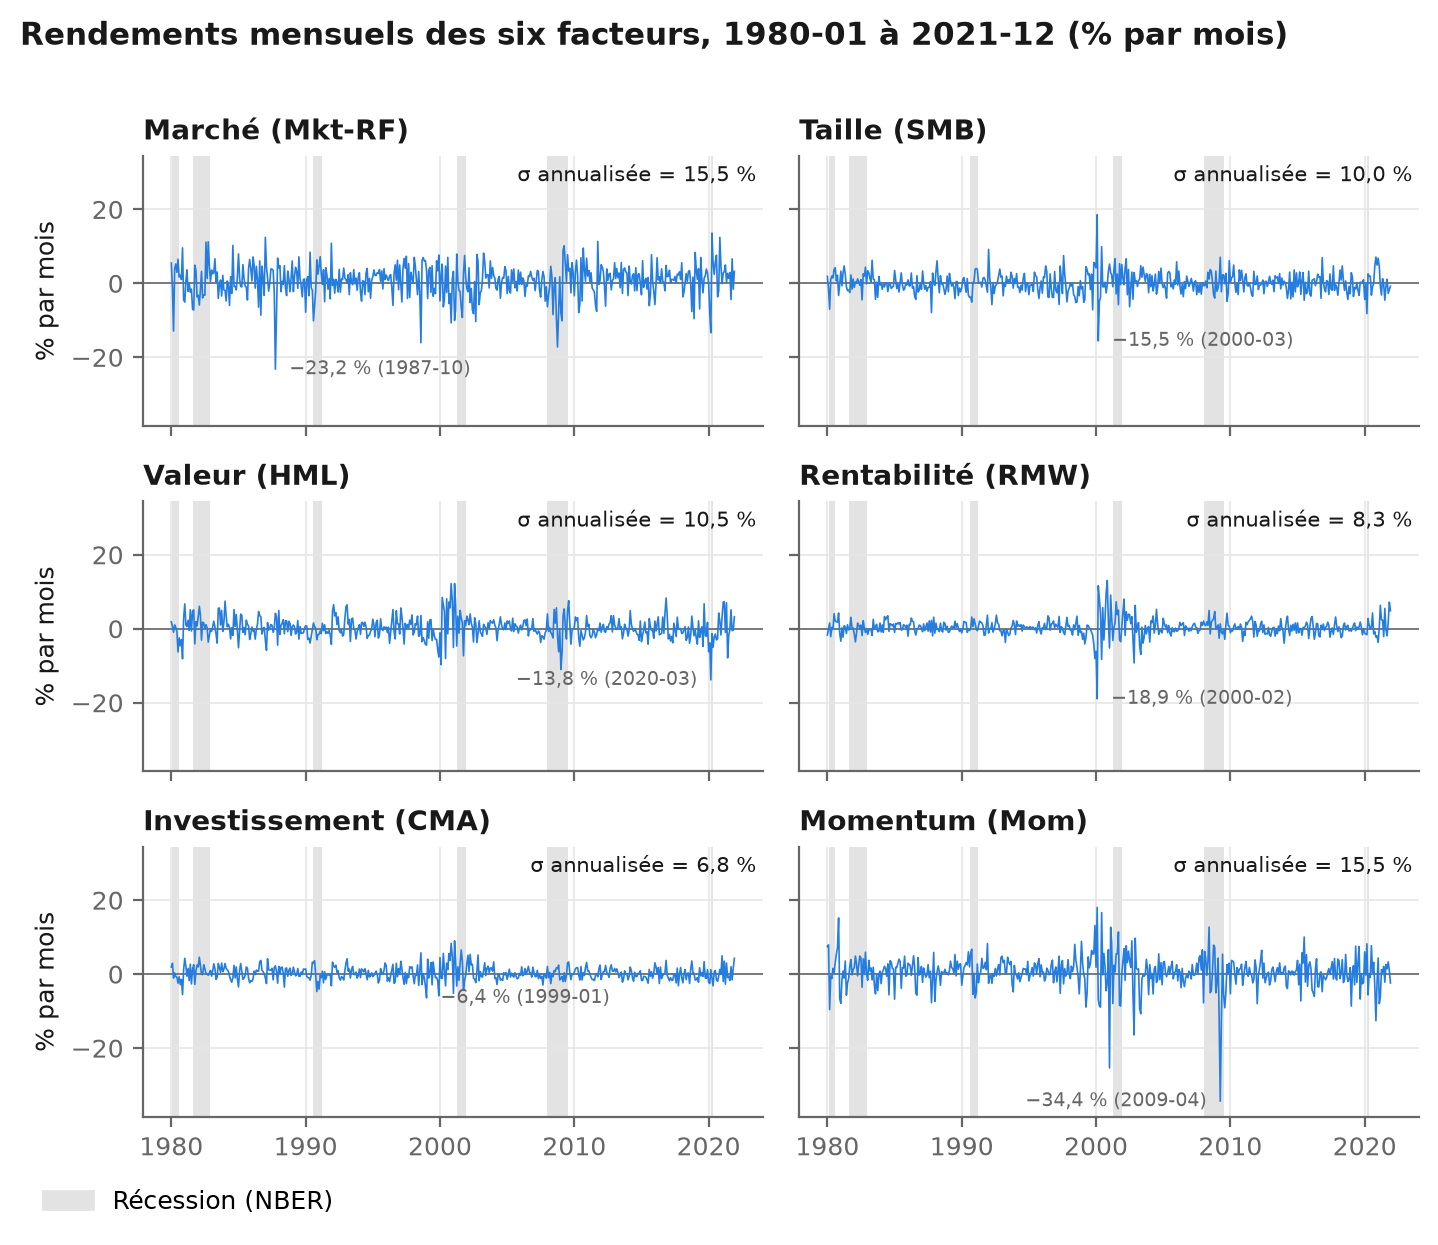 Rendements mensuels des six facteurs, 1980-01 à 2021-12 (% par mois)
Marché (Mkt-RF)
σ annualisée = 15,5 %
% par mois
20
0
−20
−23,2 % (1987-10)
Taille (SMB)
σ annualisée = 10,0 %
−15,5 % (2000-03)
Valeur (HML)
σ annualisée = 10,5 %
% par mois
20
0
−20
−13,8 % (2020-03)
Rentabilité (RMW)
σ annualisée = 8,3 %
−18,9 % (2000-02)
Investissement (CMA)
σ annualisée = 6,8 %
% par mois
20
0
−20
−6,4 % (1999-01)
1980 1990 2000 2010 2020
Momentum (Mom)
σ annualisée = 15,5 %
−34,4 % (2009-04)
1980 1990 2000 2010 2020
Récession (NBER)